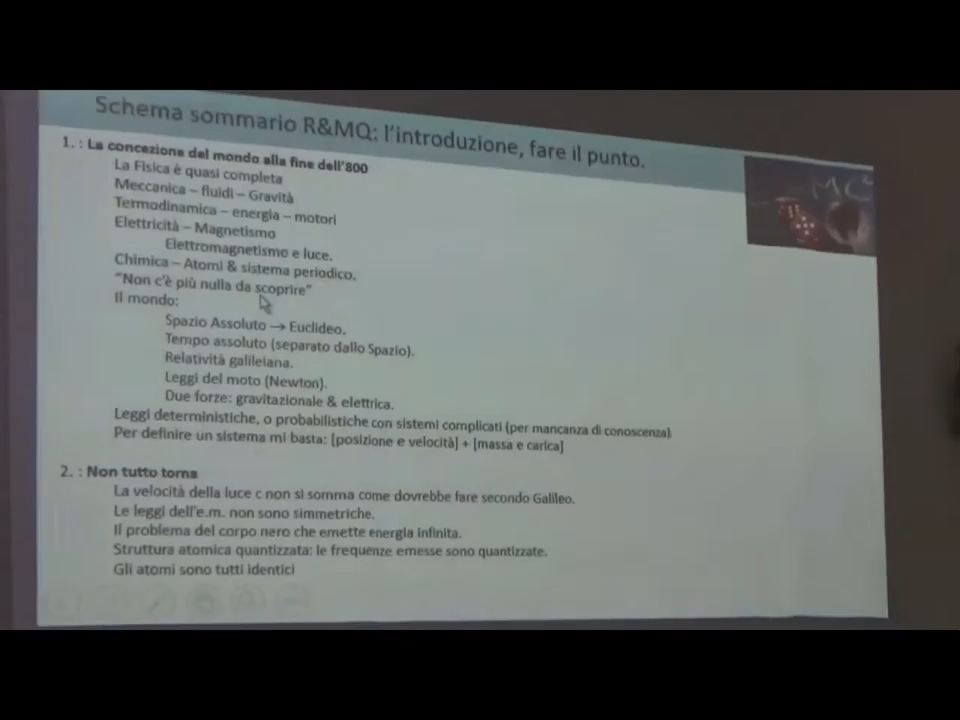 Schema sommario R&MQ: l'introduzione, fare il punto.
1. : La concezione del mondo alla fine dell'800
La Fisica è quasi completa
Meccanica – fluidi – Gravità
Termodinamica – energia – motori
Elettricità – Magnetismo
Elettromagnetismo e luce.
Chimica – Atomi & sistema periodico.
"Non c'è più nulla da scoprire"
Il mondo:
Spazio Assoluto → Euclideo.
Tempo assoluto (separato dallo Spazio).
Relatività galileiana.
Leggi del moto (Newton).
Due forze: gravitazionale & elettrica.
Leggi deterministiche, o probabilistiche con sistemi complicati (per mancanza di conoscenza)
Per definire un sistema mi basta: [posizione e velocità] + [massa e carica]
2. : Non tutto torna
La velocità della luce c non si somma come dovrebbe fare secondo Galileo.
Le leggi dell'e.m. non sono simmetriche.
Il problema del corpo nero che emette energia infinita.
Struttura atomica quantizzata: le frequenze emesse sono quantizzate.
Gli atomi sono tutti identici
MC²